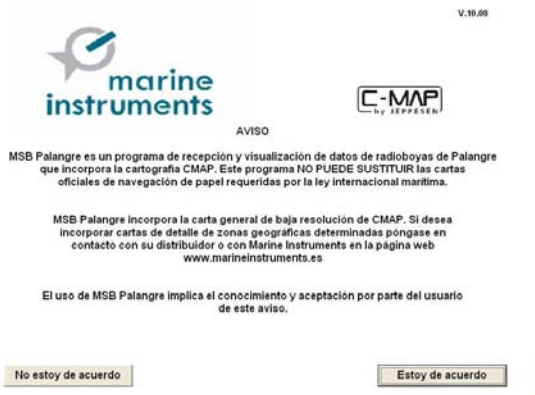 V.10.08
marine
instruments
C-MAP
by JEPPESEN
AVISO
MSB Palangre es un programa de recepción y visualización de datos de radioboyas de Palangre
que incorpora la cartografía CMAP. Este programa NO PUEDE SUSTITUIR las cartas
oficiales de navegación de papel requeridas por la ley internacional marítima.
MSB Palangre incorpora la carta general de baja resolución de CMAP. Si desea
incorporar cartas de detalle de zonas geográficas determinadas póngase en
contacto con su distribuidor o con Marine Instruments en la página web
www.marineinstruments.es
El uso de MSB Palangre implica el conocimiento y aceptación por parte del usuario
de este aviso.
No estoy de acuerdo
Estoy de acuerdo